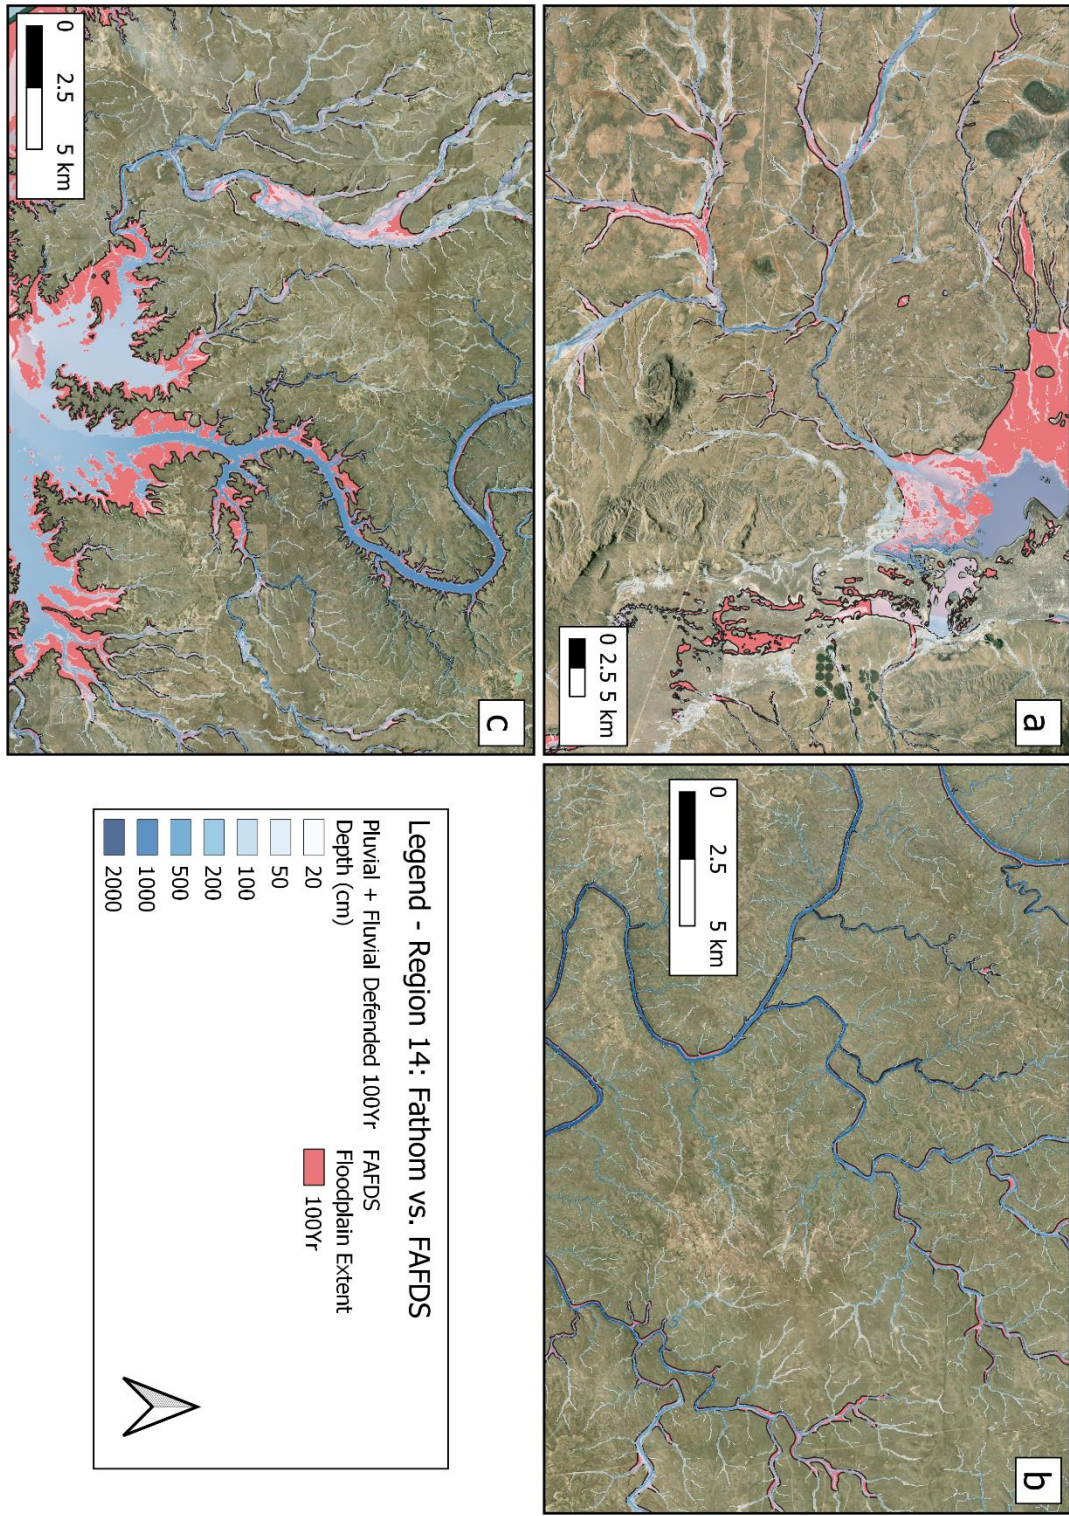 a
0 2.5 5 km
b
0 2.5 5 km
c
0 2.5 5 km
Legend - Region 14: Fathom vs. FAFDS
Pluvial + Fluvial Defended 100Yr
Depth (cm)
20
50
100
200
500
1000
2000
FAFDS
Floodplain Extent
100Yr